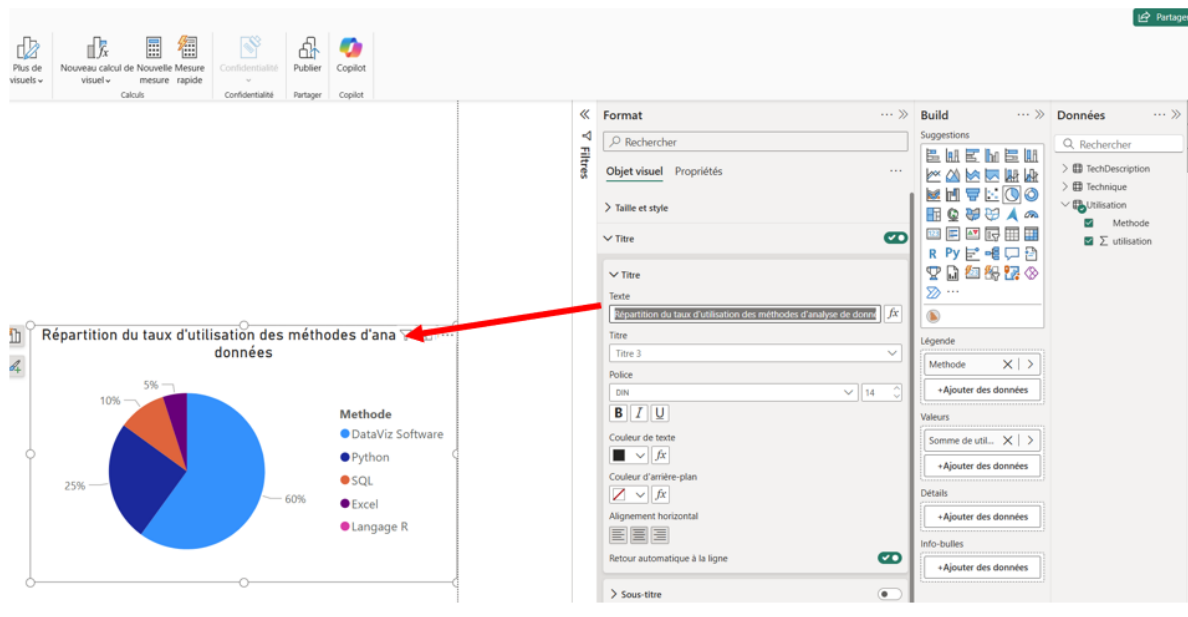 Partager
Plus de visuels
Nouveau calcul de visuel
Nouvelle mesure
Mesure rapide
Confidentialité
Publier
Copilot
Calculs
Confidentialité
Partager
Copilot
Filtres
Format
Rechercher
Objet visuel Propriétés
Taille et style
Titre
Titre
Texte
Répartition du taux d'utilisation des méthodes d'analyse de donné
fx
Titre
Titre 3
Police
DIN
14
B I U
Couleur de texte
fx
Couleur d'arrière-plan
fx
Alignement horizontal
Retour automatique à la ligne
Sous-titre
Build
Suggestions
R Py
Légende
Methode
+Ajouter des données
Valeurs
Somme de util...
+Ajouter des données
Détails
+Ajouter des données
Info-bulles
+Ajouter des données
Données
Rechercher
TechDescription
Technique
Utilisation
Methode
∑ utilisation
Répartition du taux d'utilisation des méthodes d'ana
données
5%
10%
25%
60%
Methode
DataViz Software
Python
SQL
Excel
Langage R